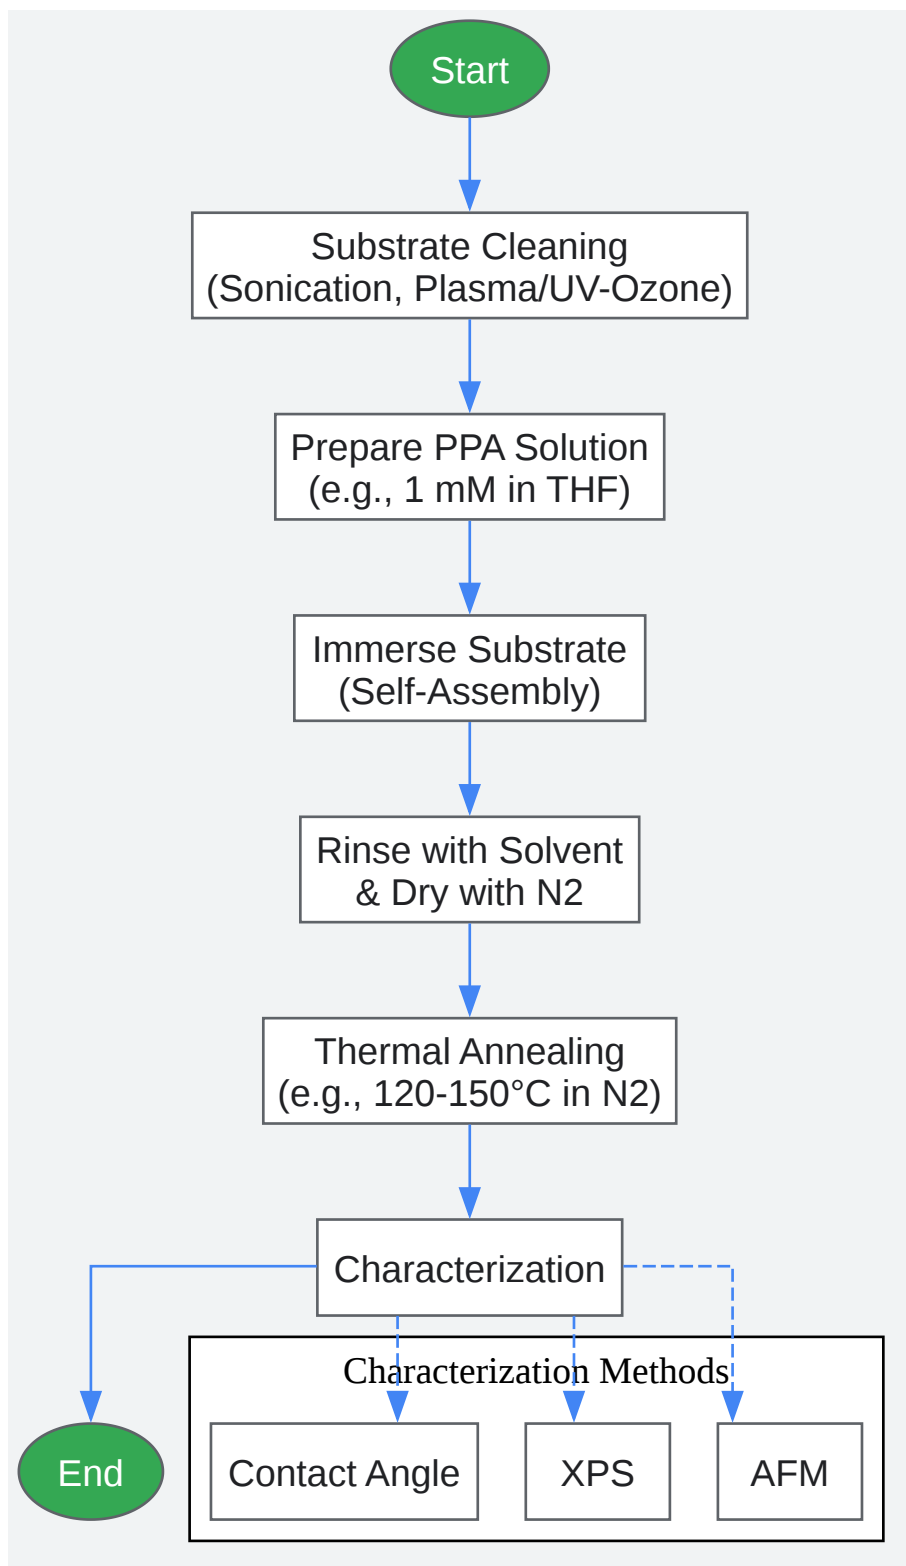 Start
Substrate Cleaning
(Sonication, Plasma/UV-Ozone)
Prepare PPA Solution
(e.g., 1 mM in THF)
Immerse Substrate
(Self-Assembly)
Rinse with Solvent
& Dry with N2
Thermal Annealing
(e.g., 120-150°C in N2)
Characterization
Characterization Methods
End
Contact Angle
XPS
AFM